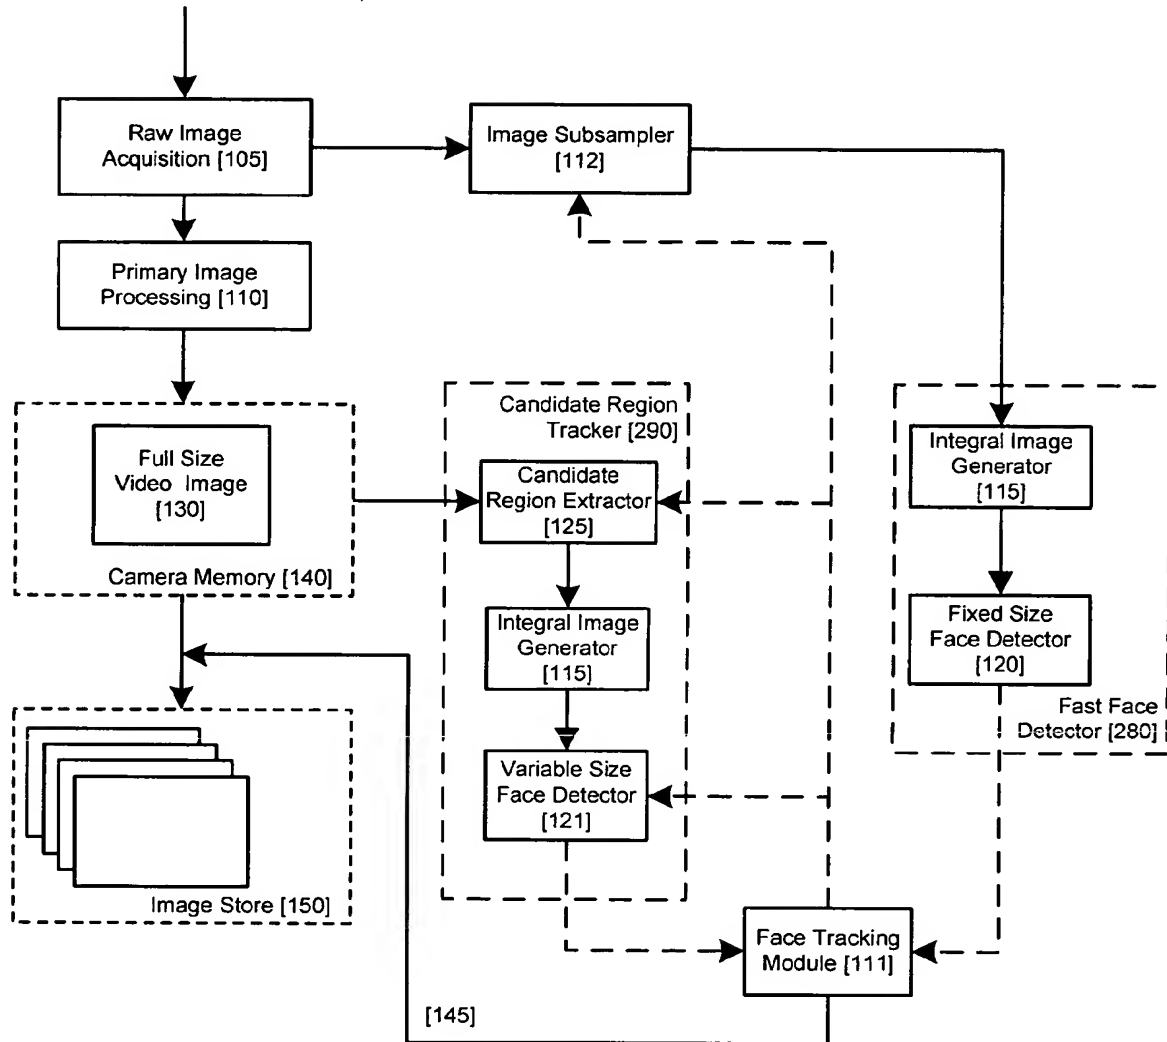 Raw Image
Acquisition [105]
Image Subsampler
[112]
Primary Image
Processing [110]
Full Size
Video Image
[130]
Camera Memory [140]
Candidate Region
Tracker [290]
Candidate
Region Extractor
[125]
Integral Image
Generator
[115]
Variable Size
Face Detector
[121]
Integral Image
Generator
[115]
Fixed Size
Face Detector
[120]
Fast Face
Detector [280]
Image Store [150]
Face Tracking
Module [111]
[145]